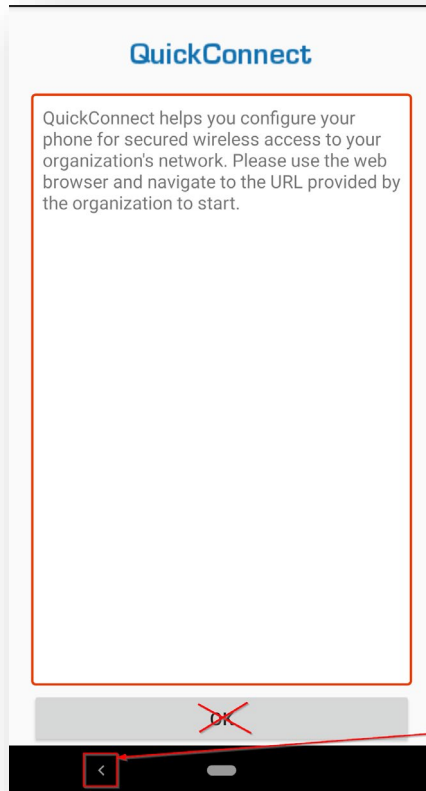 QuickConnect
QuickConnect helps you configure your
phone for secured wireless access to your
organization's network. Please use the web
browser and navigate to the URL provided by
the organization to start.
OK